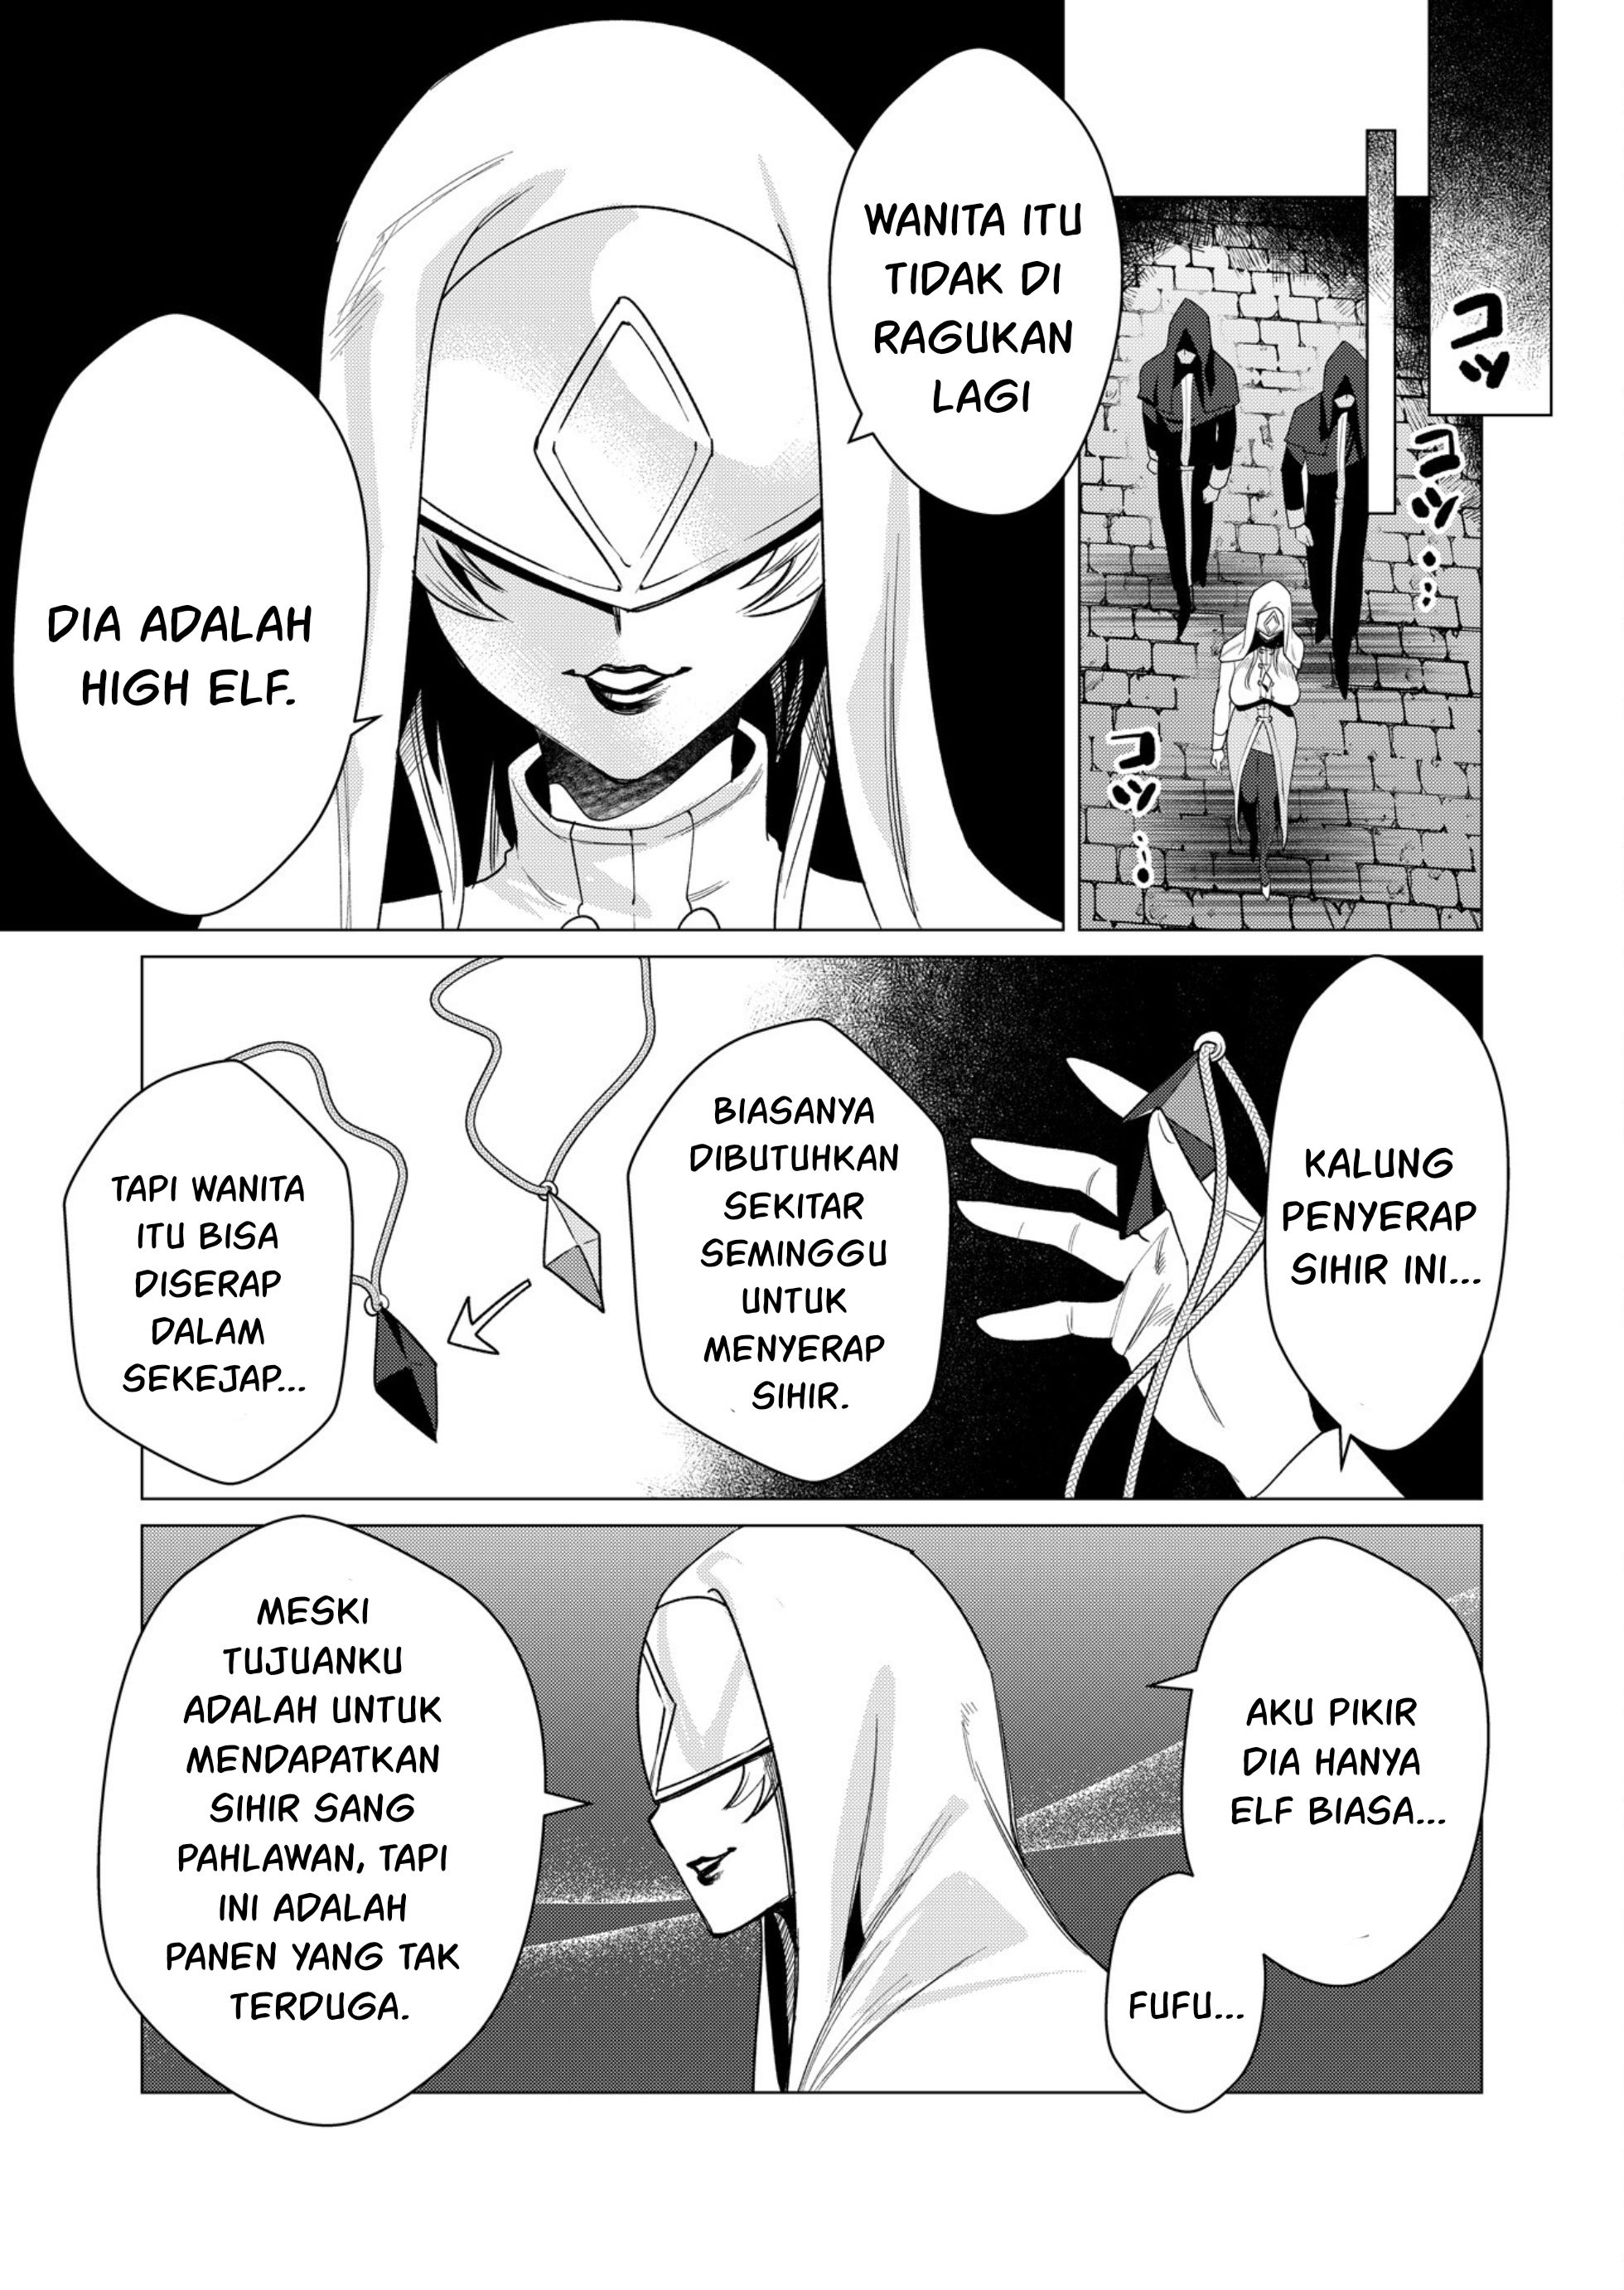 コッ
コッ…
コッ…
WANITA ITU
TIDAK DI
RAGUKAN
LAGI
DIA ADALAH
HIGH ELF.
KALUNG
PENYERAP
SIHIR INI...
BIASANYA
DIBUTUHKAN
SEKITAR
SEMINGGU
UNTUK
MENYERAP
SIHIR.
TAPI WANITA
ITU BISA
DISERAP
DALAM
SEKEJAP...
AKU PIKIR
DIA HANYA
ELF BIASA...
FUFU...
MESKI
TUJUANKU
ADALAH UNTUK
MENDAPATKAN
SIHIR SANG
PAHLAWAN, TAPI
INI ADALAH
PANEN YANG TAK
TERDUGA.